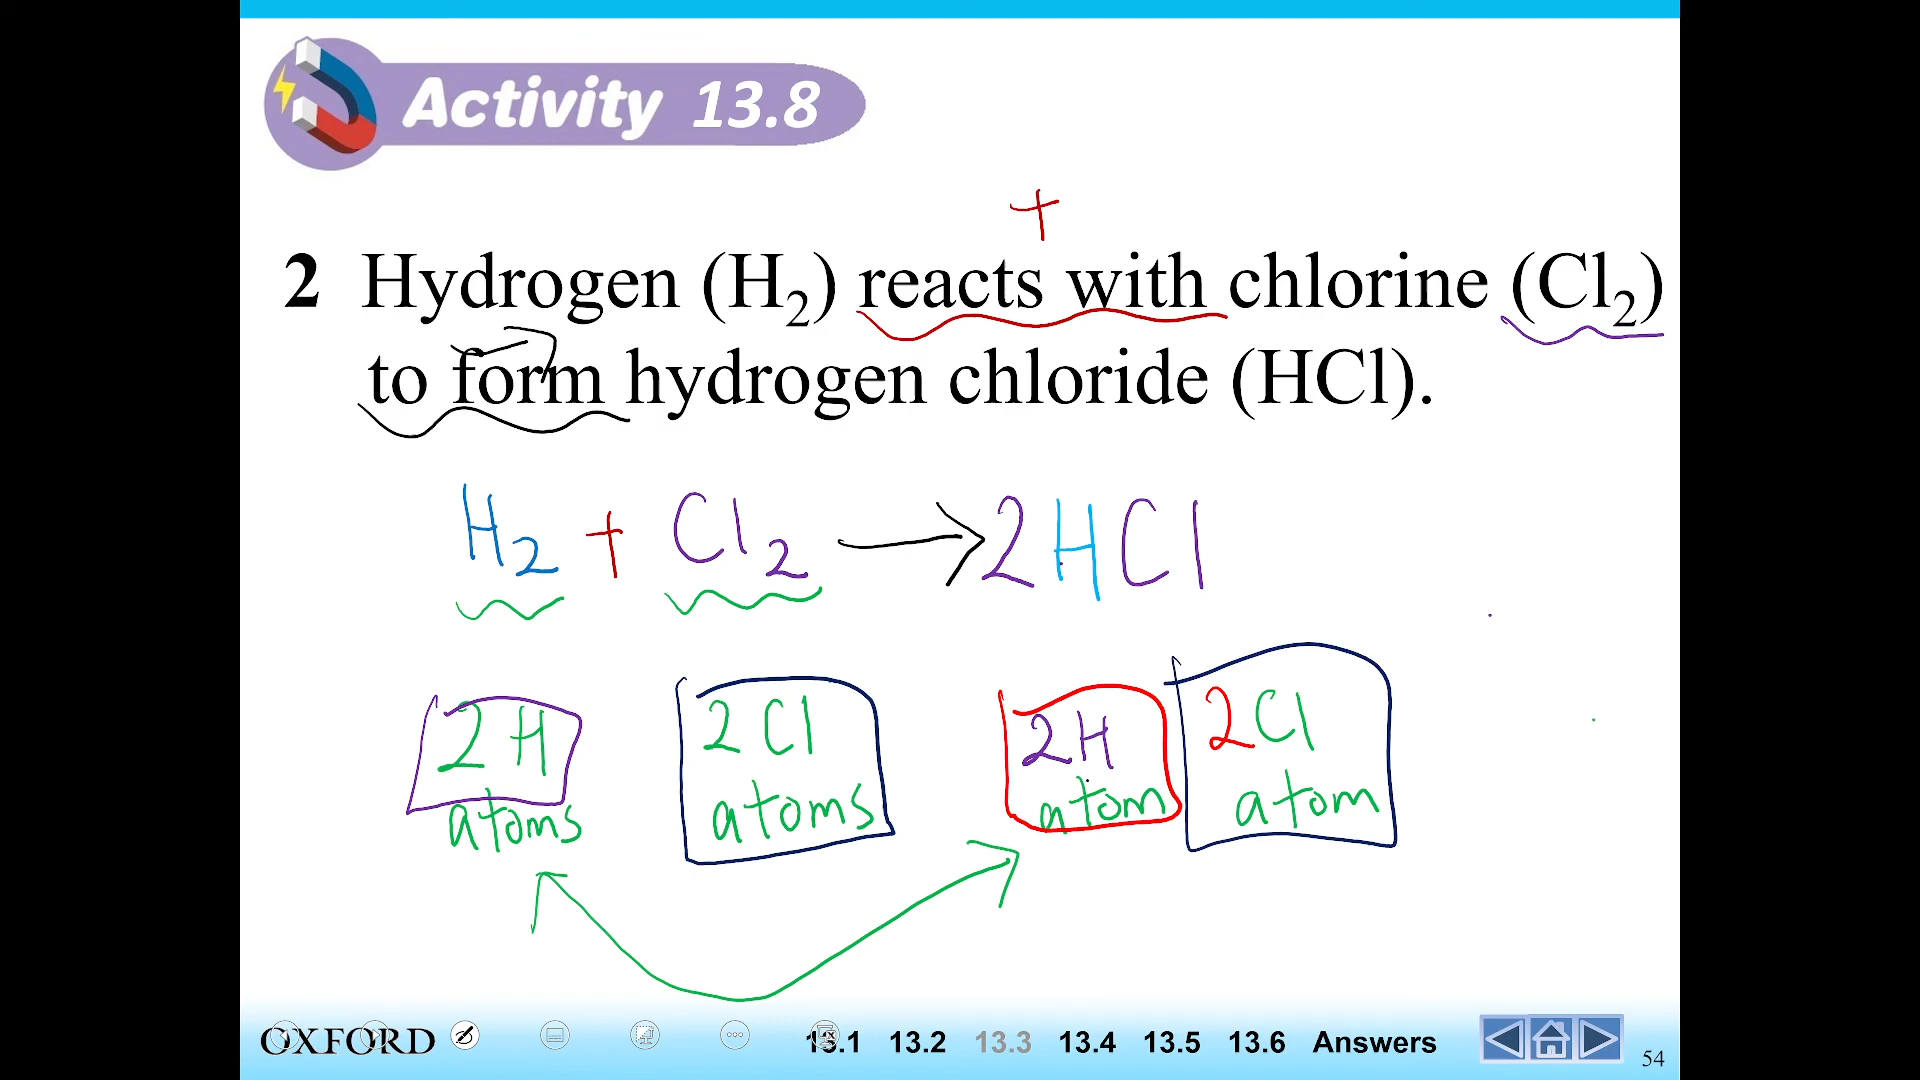 Activity 13.8
+
2 Hydrogen (H₂) reacts with chlorine (Cl₂)
to form hydrogen chloride (HCl).
H₂ + Cl₂ → 2HCl
2 H 2 Cl 2H 2Cl
atoms atoms atom atom
OXFORD 13.1 13.2 13.3 13.4 13.5 13.6 Answers
54